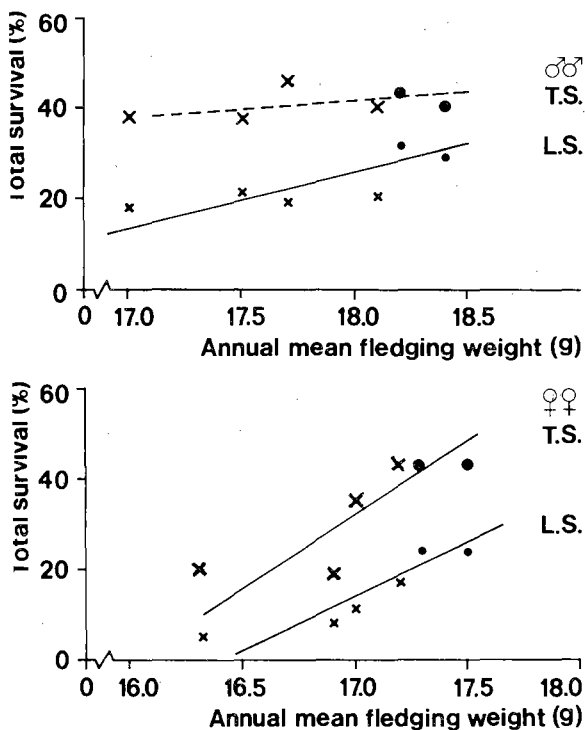 Total survival (%)
60
40
20
0
♂♂
T.S.
L.S.
0 17.0 17.5 18.0 18.5
Annual mean fledging weight (g)
Total survival (%)
60
40
20
0
♀♀
T.S.
L.S.
0 16.0 16.5 17.0 17.5 18.0
Annual mean fledging weight (g)